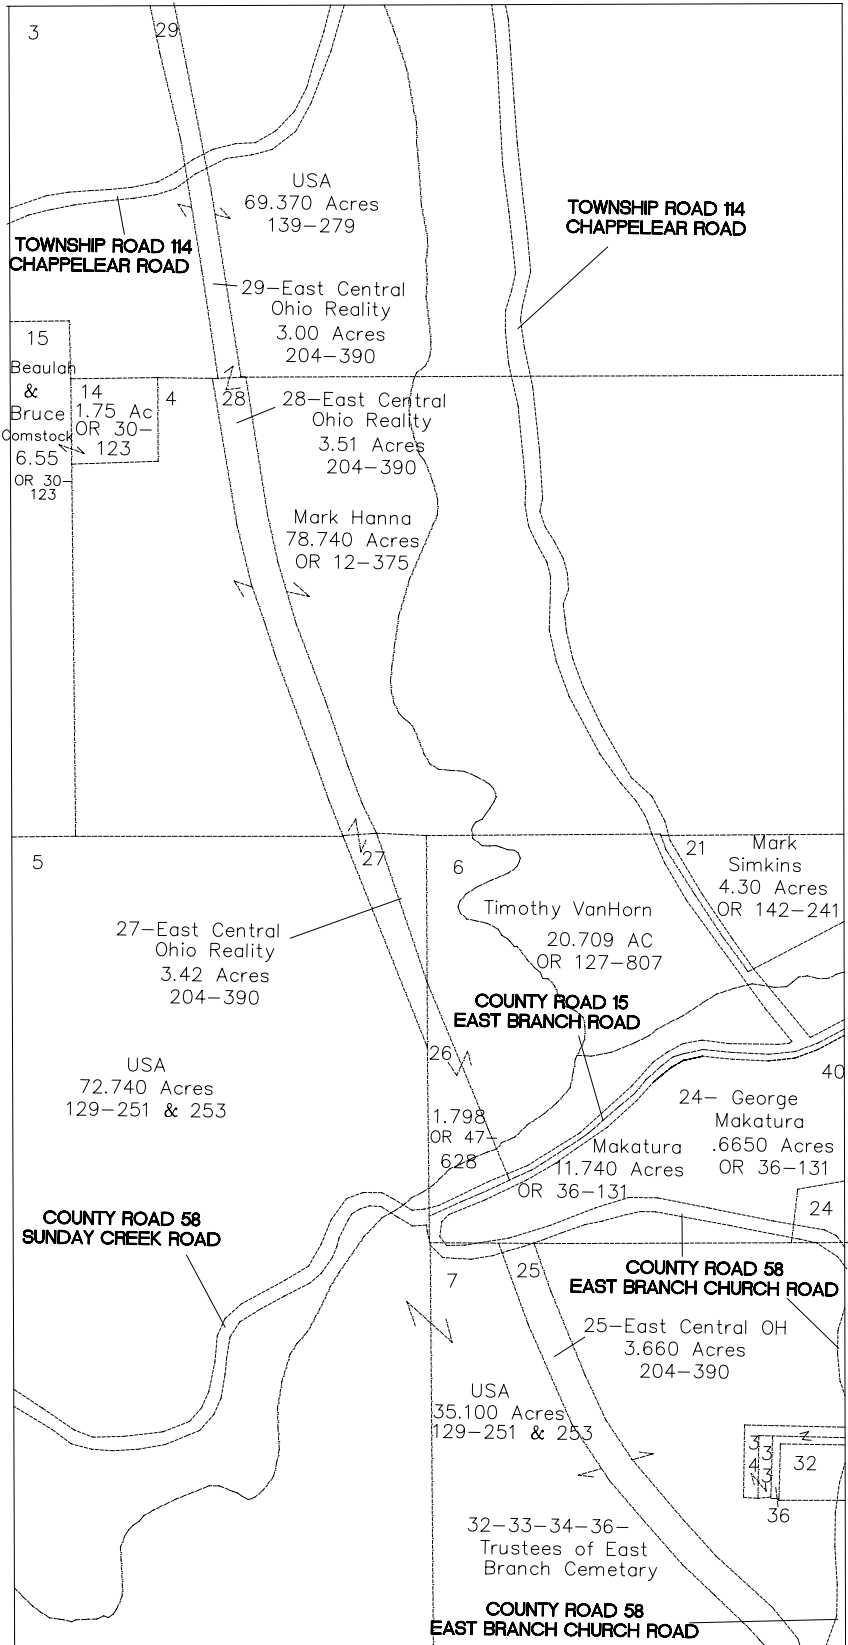 3
29
USA
69.370 Acres
139-279
TOWNSHIP ROAD 114
CHAPPELEAR ROAD
TOWNSHIP ROAD 114
CHAPPELEAR ROAD
29-East Central
Ohio Reality
3.00 Acres
204-390
15
Beaulah
&
Bruce
Comstock
6.55
OR 30-
123
14
1.75 Ac
OR 30-
123
4
28
28-East Central
Ohio Reality
3.51 Acres
204-390
Mark Hanna
78.740 Acres
OR 12-375
5
27
6
21
Mark
Simkins
4.30 Acres
OR 142-241
27-East Central
Ohio Reality
3.42 Acres
204-390
Timothy VanHorn
20.709 AC
OR 127-807
COUNTY ROAD 15
EAST BRANCH ROAD
26
USA
72.740 Acres
129-251 & 253
40
1.798
OR 47-
628
24- George
Makatura
.6650 Acres
OR 36-131
Makatura
11.740 Acres
OR 36-131
24
COUNTY ROAD 58
SUNDAY CREEK ROAD
7
25
COUNTY ROAD 58
EAST BRANCH CHURCH ROAD
25-East Central OH
3.660 Acres
204-390
USA
35.100 Acres
129-251 & 253
3
4
3
3
32
36
32-33-34-36-
Trustees of East
Branch Cemetary
COUNTY ROAD 58
EAST BRANCH CHURCH ROAD